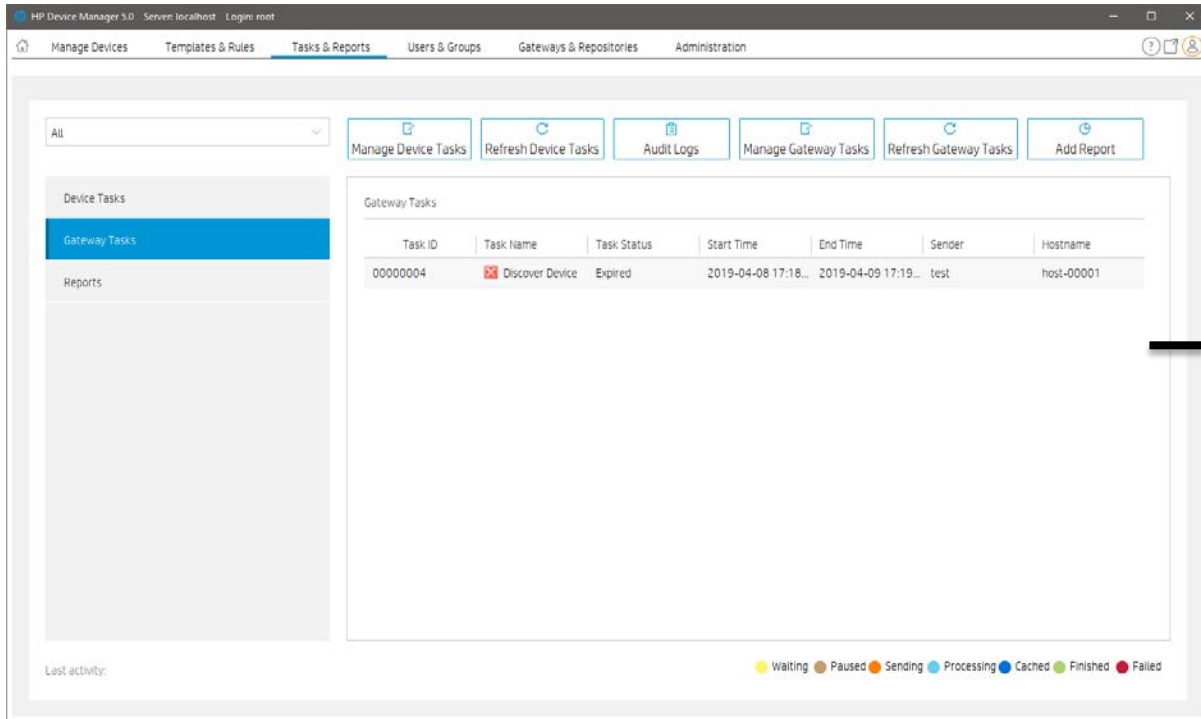 HP Device Manager 5.0 Server: localhost Login: root
Manage Devices Templates & Rules Tasks & Reports Users & Groups Gateways & Repositories Administration
All
Manage Device Tasks Refresh Device Tasks Audit Logs Manage Gateway Tasks Refresh Gateway Tasks Add Report
Device Tasks
Gateway Tasks
Reports
Gateway Tasks
Task ID Task Name Task Status Start Time End Time Sender Hostname
00000004 Discover Device Expired 2019-04-08 17:18... 2019-04-09 17:19... test host-00001
Last activity:
Waiting Paused Sending Processing Cached Finished Failed